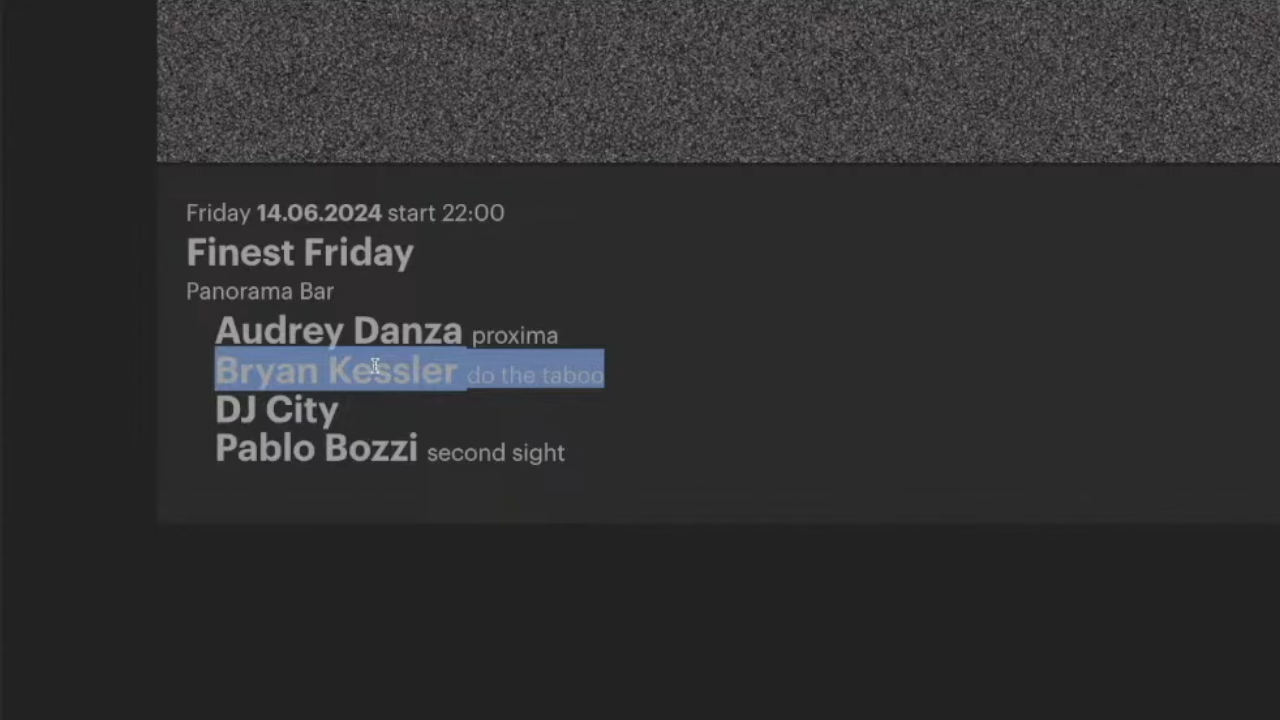 Friday 14.06.2024 start 22:00
Finest Friday
Panorama Bar
Audrey Danza proxima
Bryan Kessler do the taboo
DJ City
Pablo Bozzi second sight